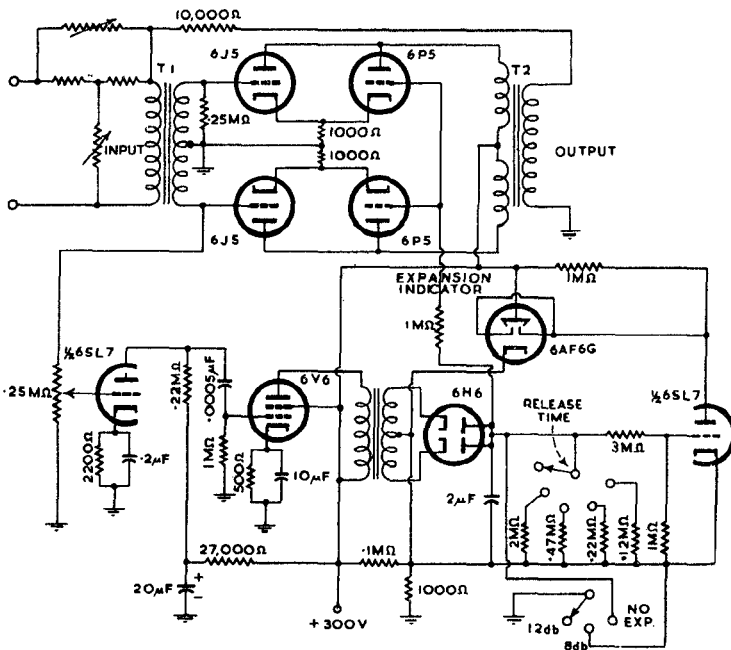 10,000Ω
T1
6J5
6P5
T2
.25MΩ
1000Ω
1000Ω
INPUT
OUTPUT
6J5
6P5
EXPANSION
INDICATOR
1MΩ
1MΩ
6AF6G
½6SL7
.25MΩ
.22MΩ
.0005µF
6V6
6H6
RELEASE
TIME
½6SL7
3MΩ
2200Ω
.2µF
1MΩ
500Ω
10µF
2µF
2MΩ
.47MΩ
.22MΩ
.12MΩ
1MΩ
27,000Ω
.1MΩ
20µF
+
–
1000Ω
+300V
12db
8db
NO
EXP.